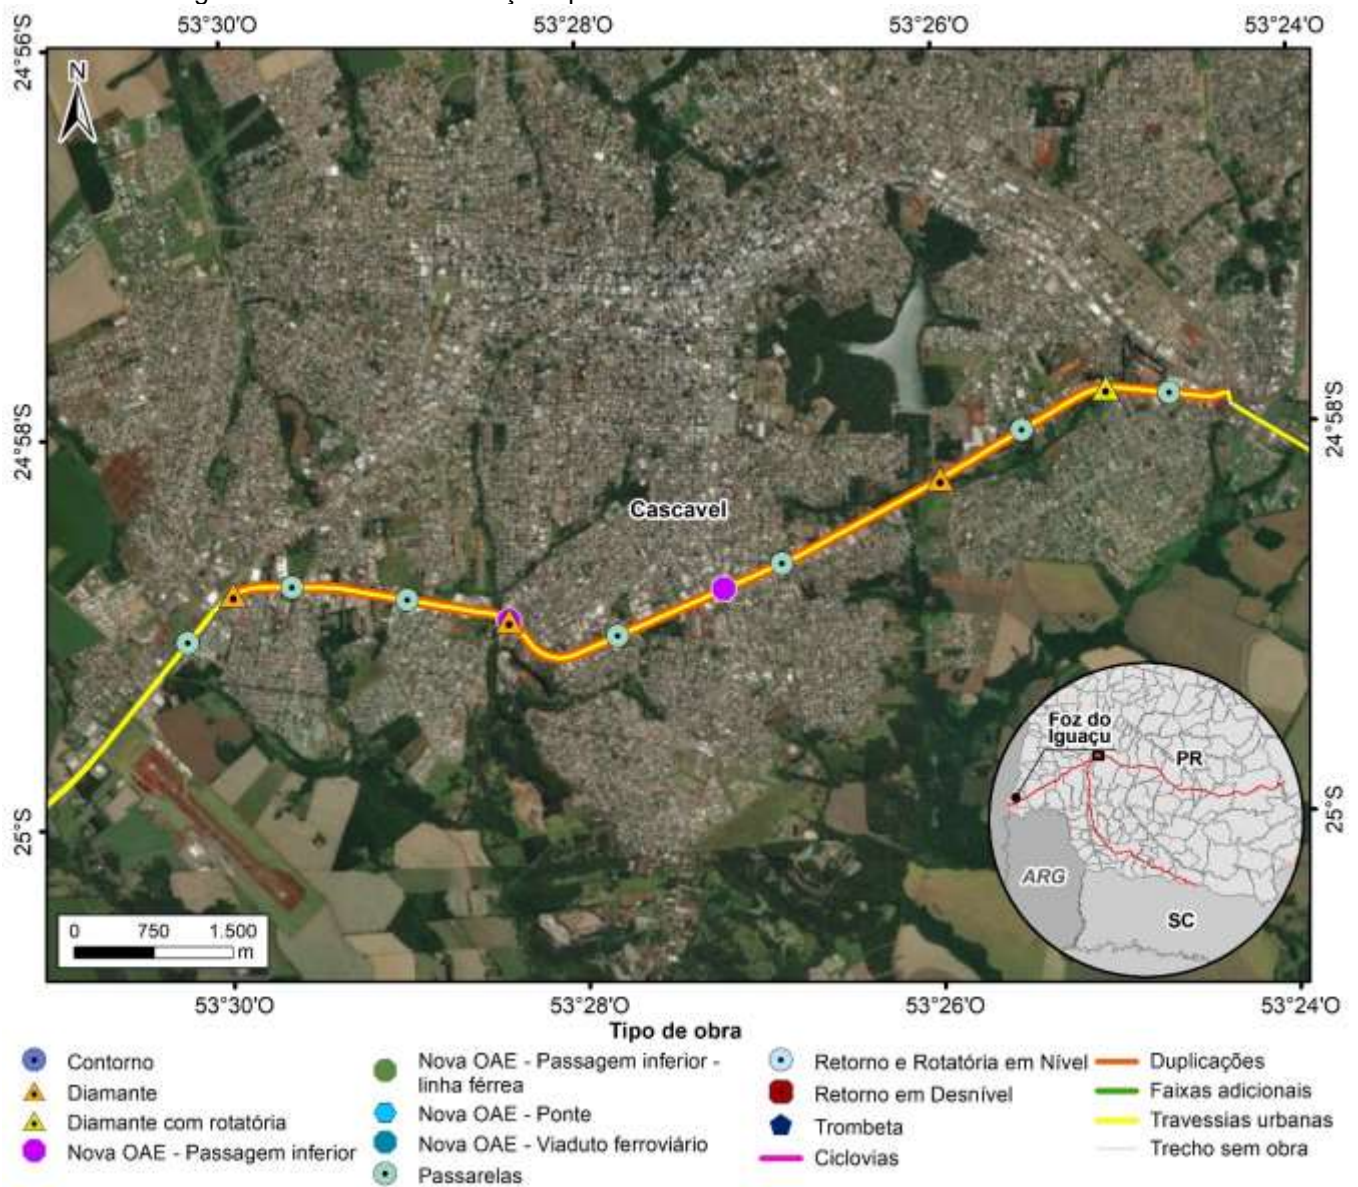 53°30'O 53°28'O 53°26'O 53°24'O
24°56'S
N
24°58'S
24°58'S
Cascavel
Foz do
Iguaçu
PR
25°S
25°S
ARG
SC
0 750 1.500
m
53°30'O 53°28'O 53°26'O 53°24'O
Tipo de obra
Contorno
Diamante
Diamante com rotatória
Nova OAE - Passagem inferior
Nova OAE - Passagem inferior -
linha férrea
Nova OAE - Ponte
Nova OAE - Viaduto ferroviário
Passarelas
Retorno e Rotatória em Nível
Retorno em Desnível
Trombeta
Ciclovias
Duplicações
Faixas adicionais
Travessias urbanas
Trecho sem obra